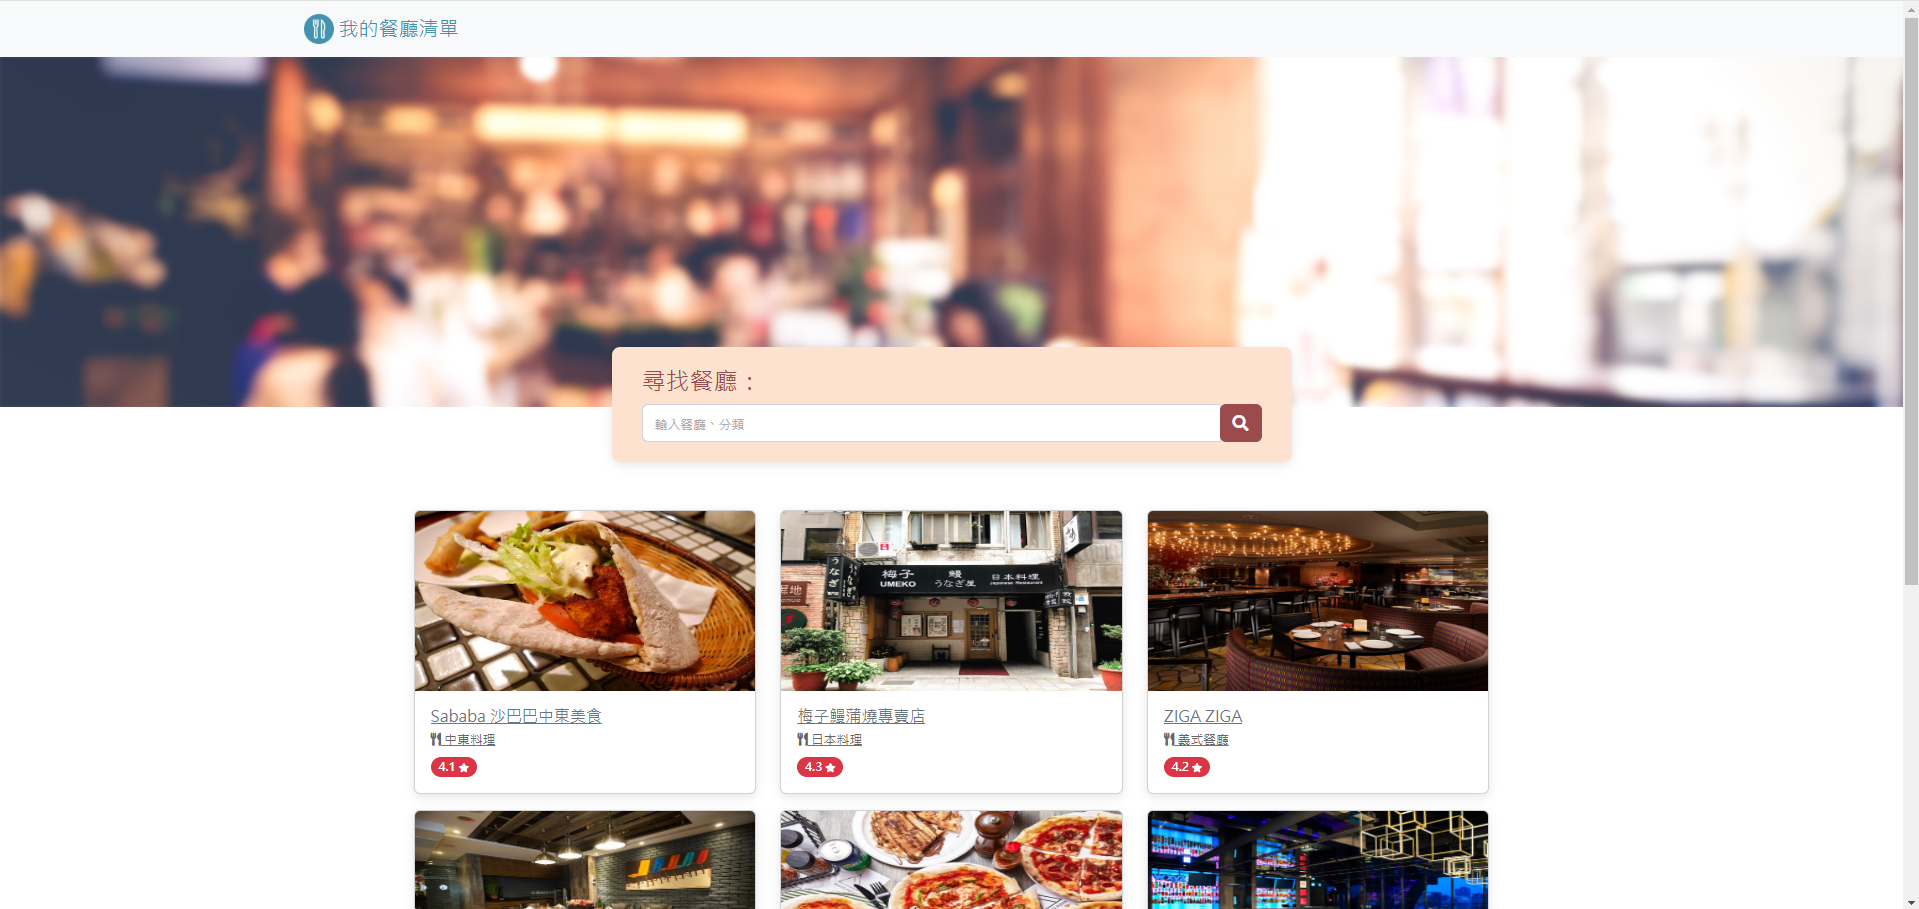 我的餐廳清單
尋找餐廳：
輸入餐廳、分類
梅子 鰻 日本料理
UMEKO うなぎ屋 Japanese Restaurant
うなぎ
Sababa 沙巴巴中東美食
中東料理
4.1
梅子鰻蒲燒專賣店
日本料理
4.3
ZIGA ZIGA
義式餐廳
4.2